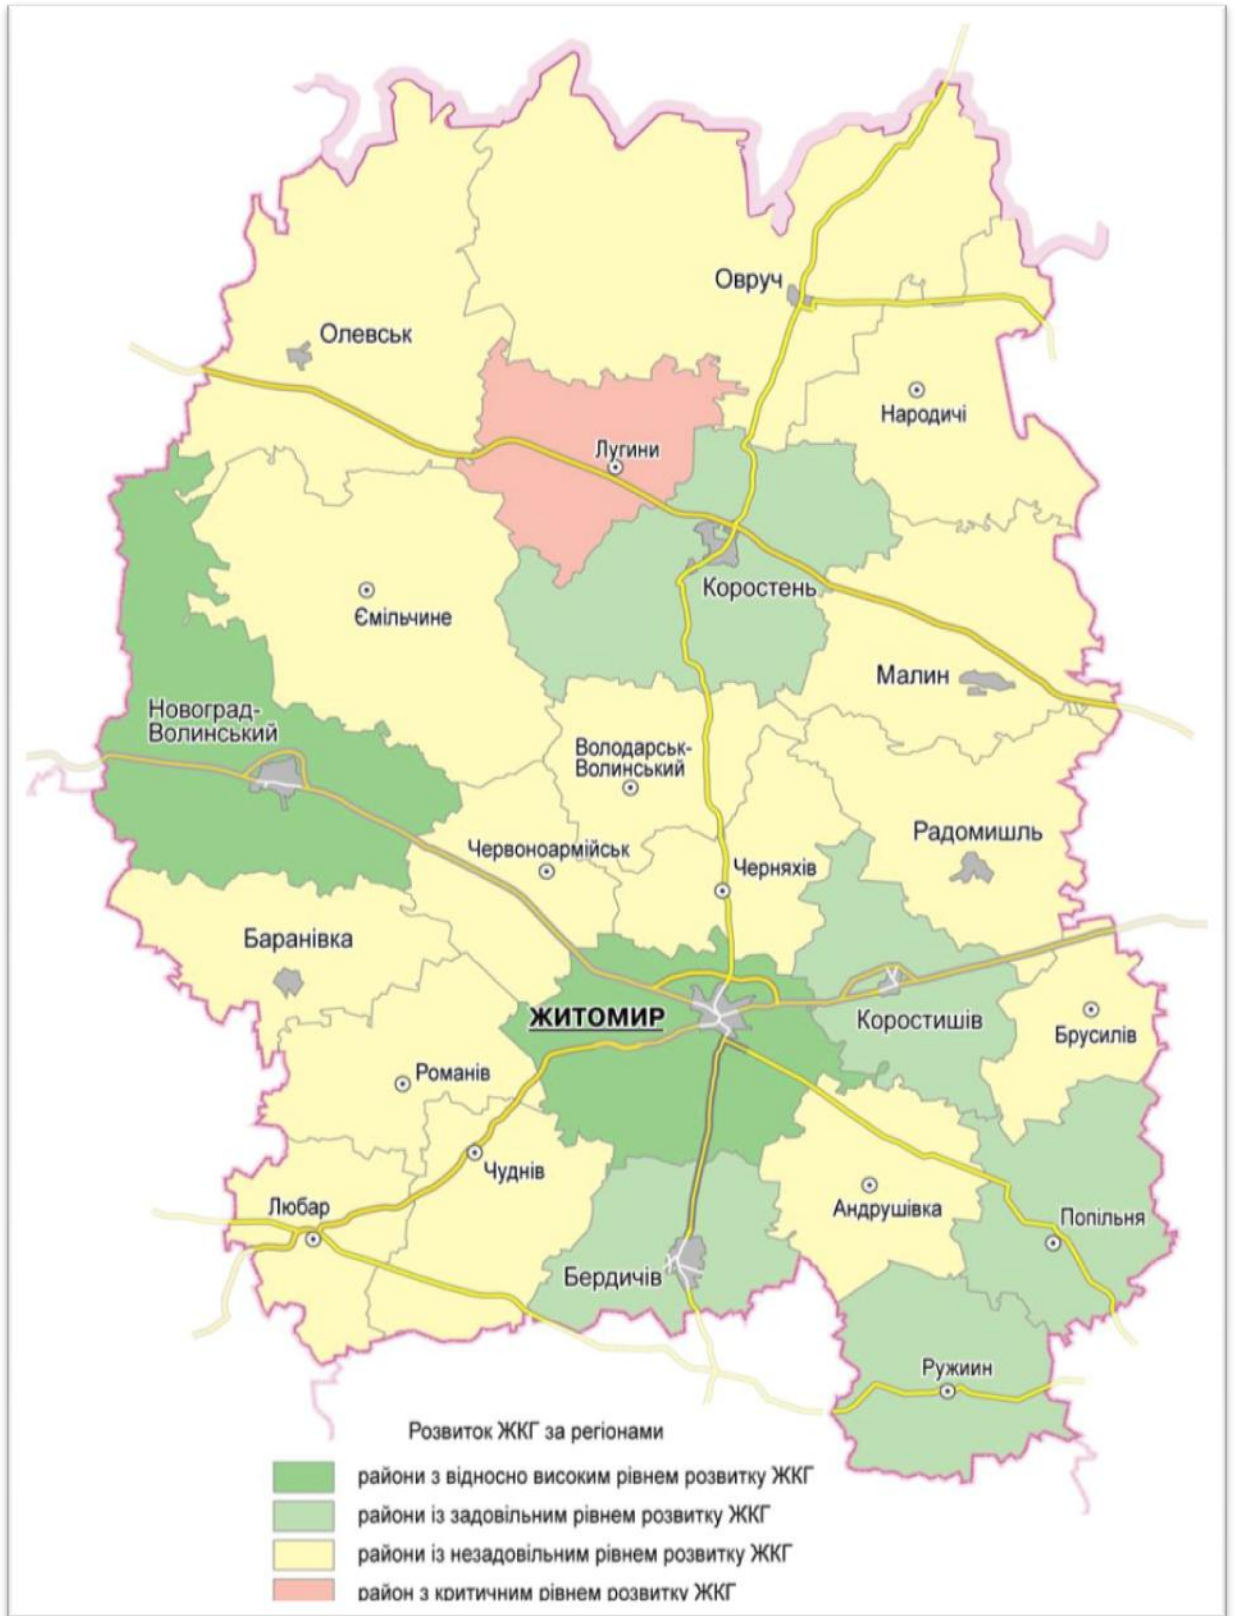 Овруч
Олевськ
Народичі
Лугини
Коростень
Ємільчине
Малин
Новоград-
Волинський
Володарськ-
Волинський
Радомишль
Червоноармійськ
Черняхів
Баранівка
ЖИТОМИР
Коростишів
Брусилів
Романів
Чуднів
Любар
Андрушівка
Попільня
Бердичів
Ружиин
Розвиток ЖКГ за регіонами
райони з відносно високим рівнем розвитку ЖКГ
райони із задовільним рівнем розвитку ЖКГ
райони із незадовільним рівнем розвитку ЖКГ
район з критичним рівнем розвитку ЖКГ